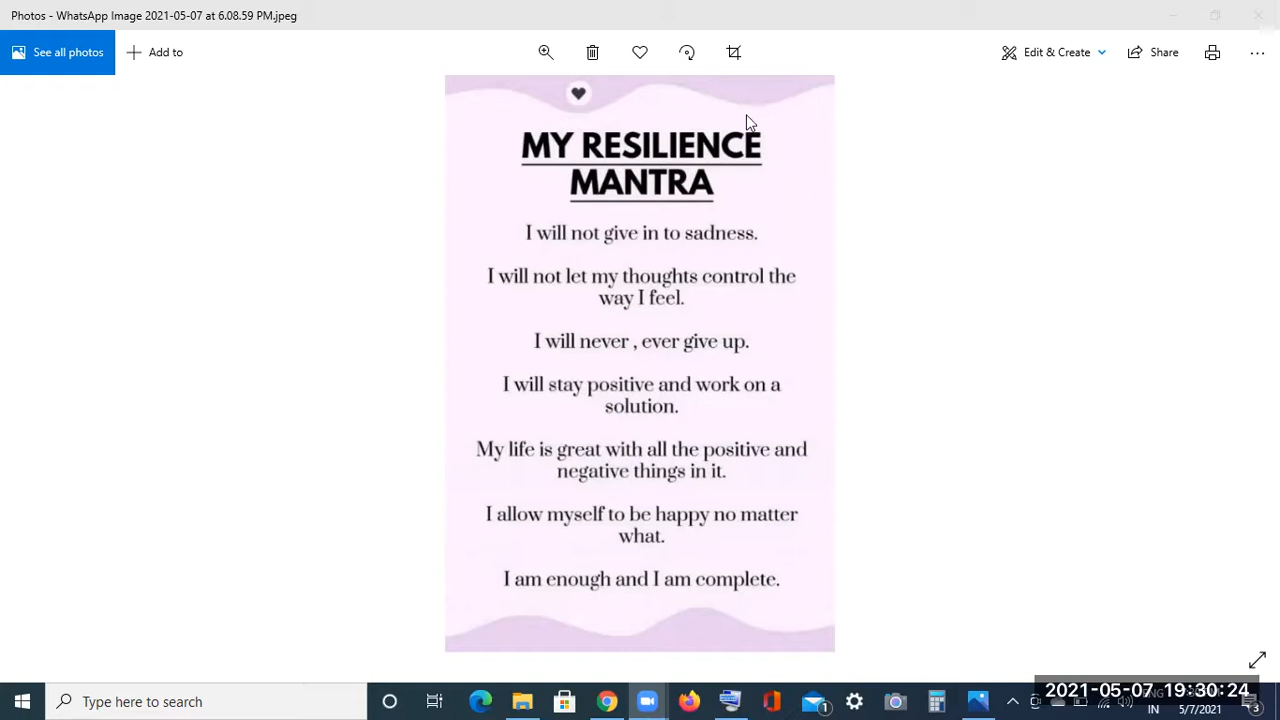 Photos - WhatsApp Image 2021-05-07 at 6.08.59 PM.jpeg
See all photos
Add to
Edit & Create
Share
MY RESILIENCE
MANTRA
I will not give in to sadness.
I will not let my thoughts control the
way I feel.
I will never , ever give up.
I will stay positive and work on a
solution.
My life is great with all the positive and
negative things in it.
I allow myself to be happy no matter
what.
I am enough and I am complete.
Type here to search
1
2021-05-07 19:30:24
ENG
IN
5/7/2021
3